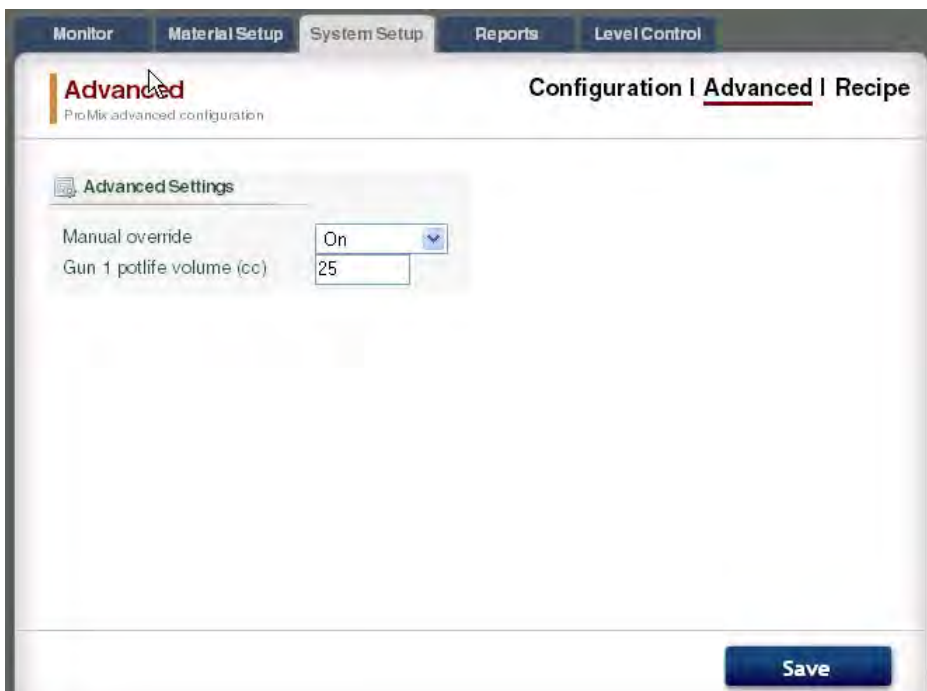 Monitor Material Setup System Setup Reports Level Control
Advanced
ProMix advanced configuration
Configuration | Advanced | Recipe
Advanced Settings
Manual override On
Gun 1 potlife volume (cc) 25
Save